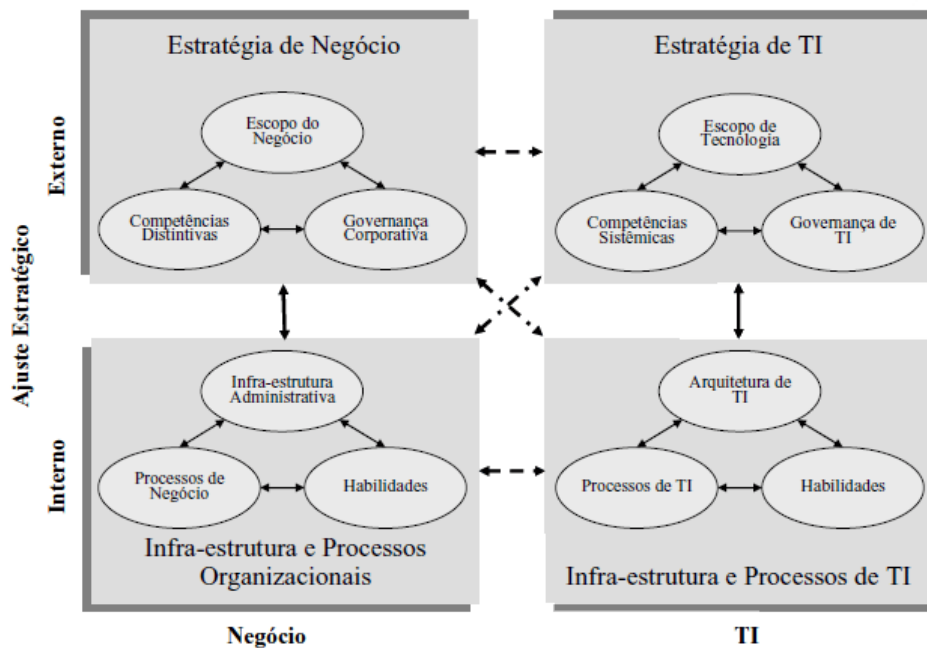 Estratégia de Negócio
Escopo do
Negócio
Competências
Distintivas
Governança
Corporativa
Estratégia de TI
Escopo de
Tecnologia
Competências
Sistêmicas
Governança de
TI
Externo
Ajuste Estratégico
Interno
Infra-estrutura
Administrativa
Processos de
Negócio
Habilidades
Infra-estrutura e Processos
Organizacionais
Arquitetura de
TI
Processos de TI
Habilidades
Infra-estrutura e Processos de TI
Negócio
TI